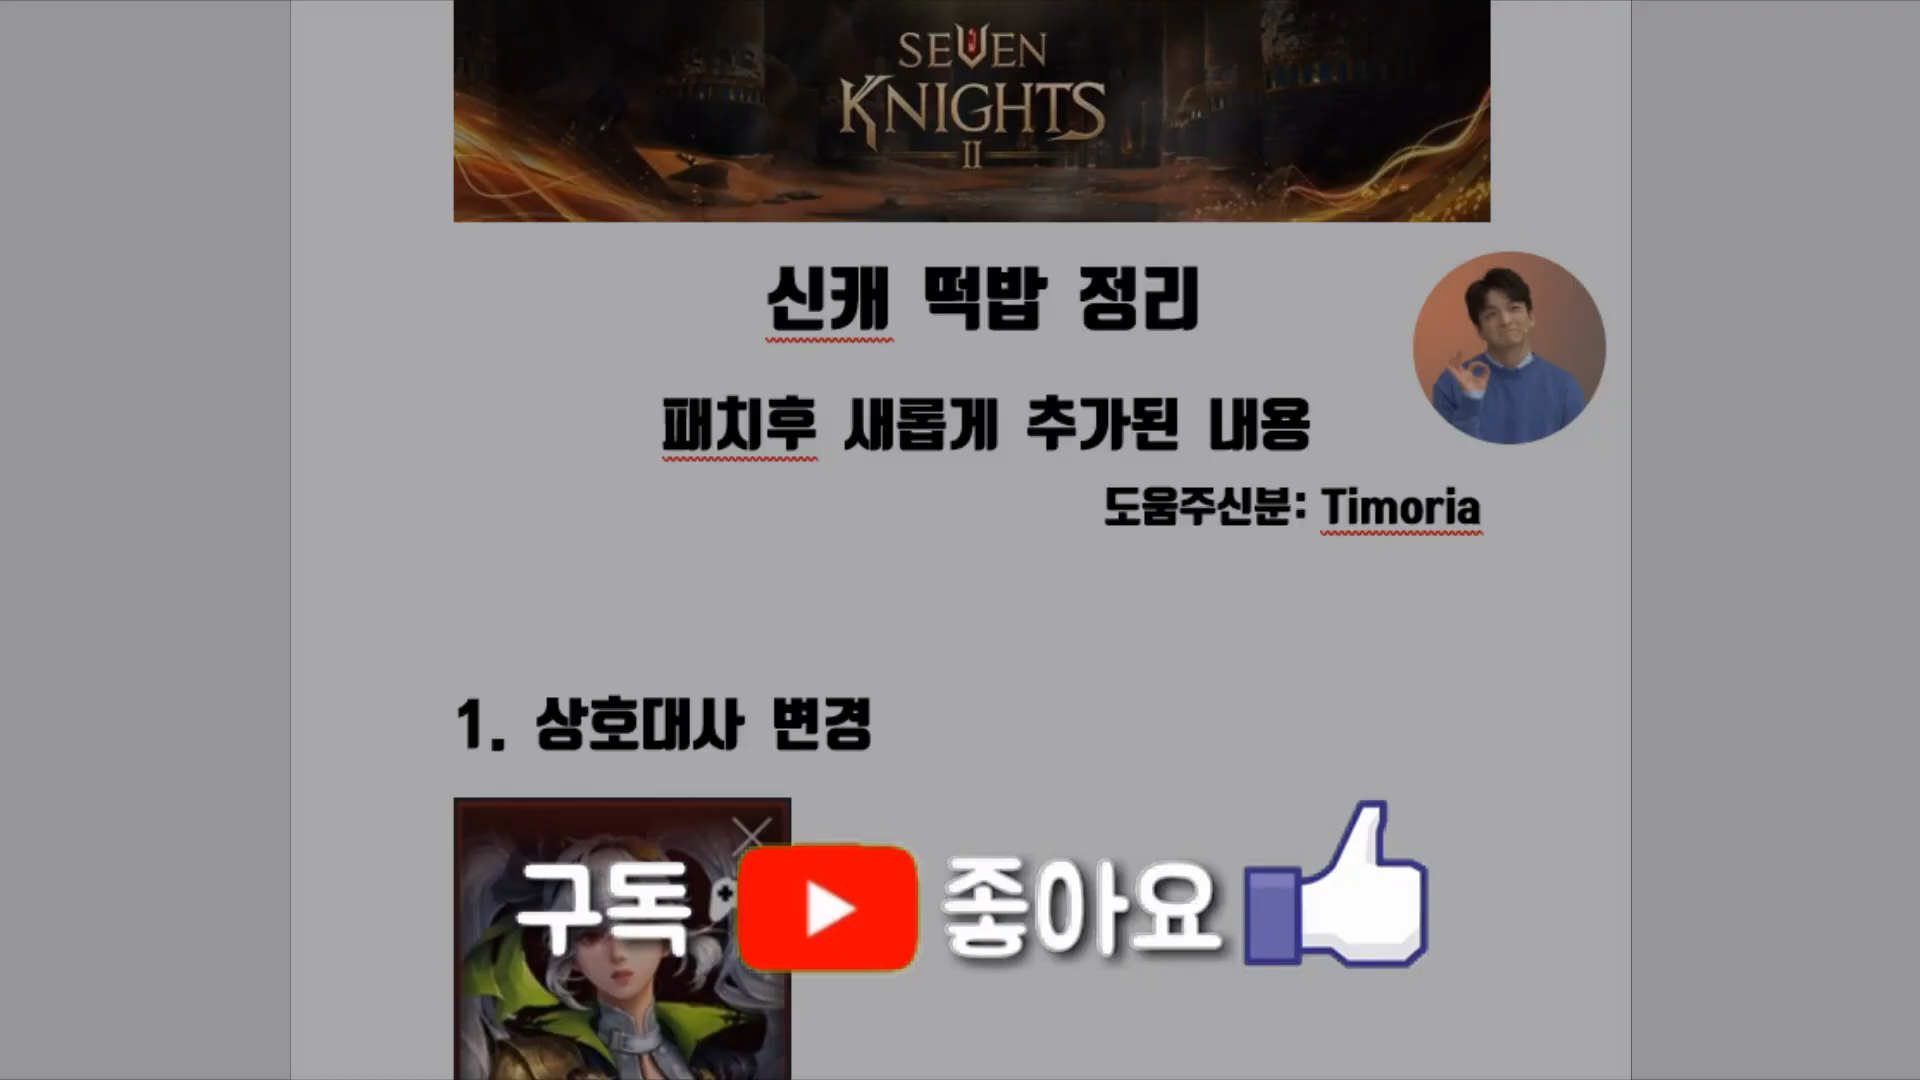 SEVEN
KNIGHTS
II
신캐 떡밥 정리
패치후 새롭게 추가된 내용
도움주신분: Timoria
1. 상호대사 변경
구독 좋아요